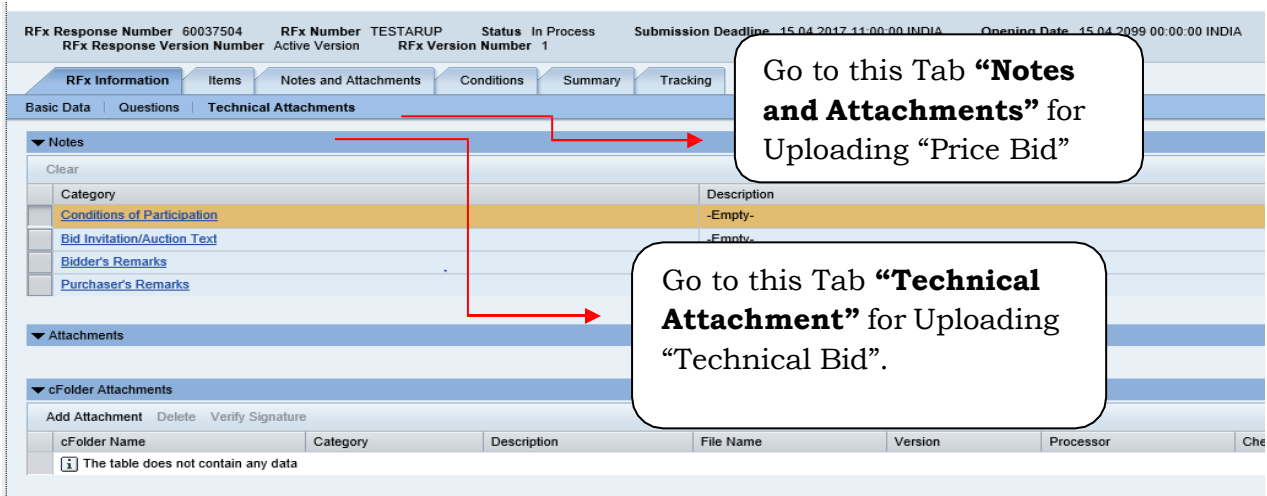 RFx Response Number 60037504 RFx Number TESTARUP Status In Process Submission Deadline 15.04.2017 11:00:00 INDIA Opening Date 15.04.2099 00:00:00 INDIA
RFx Response Version Number Active Version RFx Version Number 1
RFx Information Items Notes and Attachments Conditions Summary Tracking
Basic Data Questions Technical Attachments
Go to this Tab “Notes
and Attachments” for
Uploading “Price Bid”
Notes
Clear
Category Description
Conditions of Participation -Empty-
Bid Invitation/Auction Text -Empty-
Bidder's Remarks
Purchaser's Remarks
Go to this Tab “Technical
Attachment” for Uploading
“Technical Bid”.
Attachments
cFolder Attachments
Add Attachment Delete Verify Signature
cFolder Name Category Description File Name Version Processor Che
The table does not contain any data